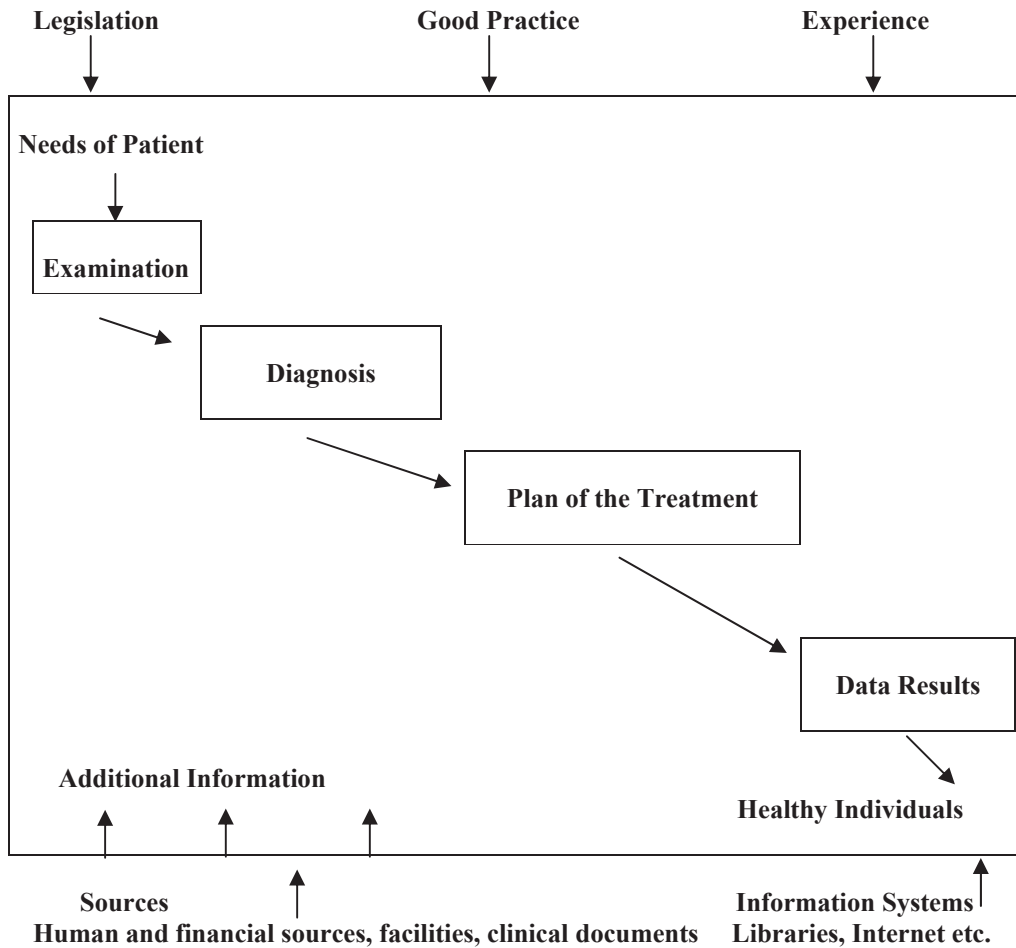 Legislation Good Practice Experience
Needs of Patient
Examination
Diagnosis
Plan of the Treatment
Data Results
Additional Information
Healthy Individuals
Sources Information Systems
Human and financial sources, facilities, clinical documents Libraries, Internet etc.